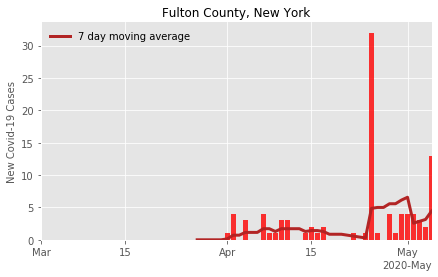 Fulton County, New York
7 day moving average
New Covid-19 Cases
30
25
20
15
10
5
0
Mar 15 Apr 15 May
2020-May